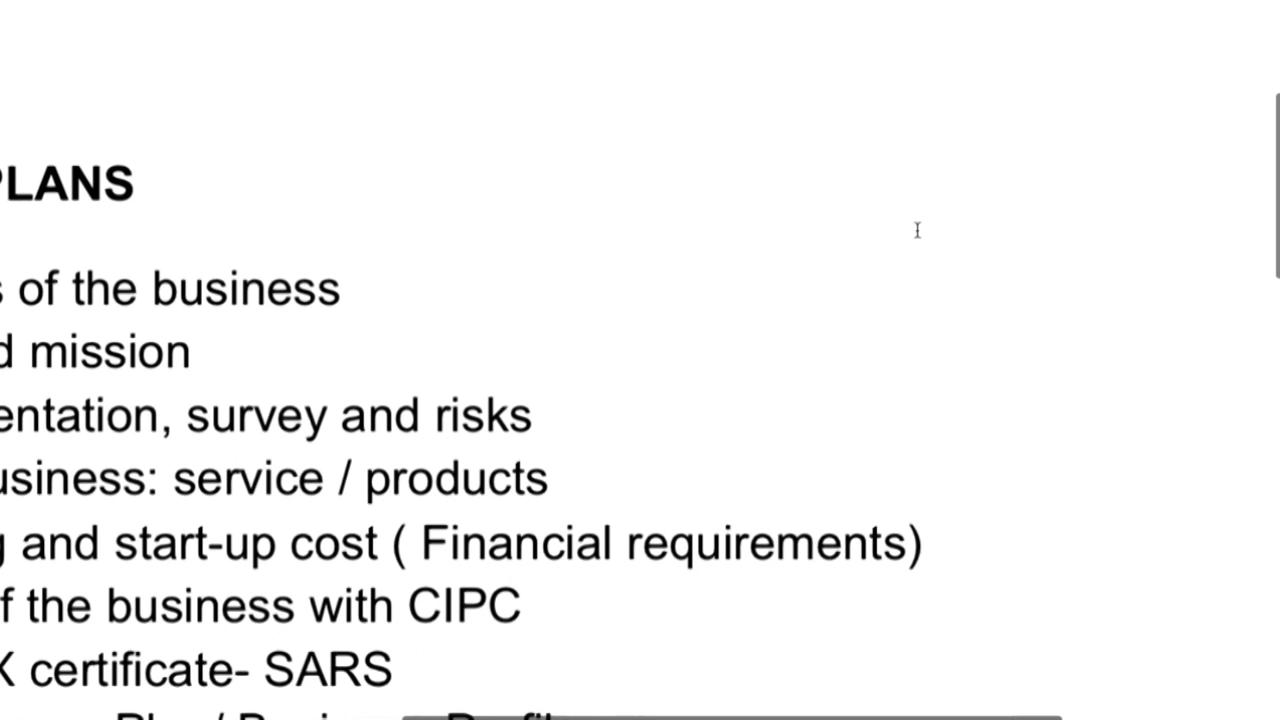 PLANS
of the business
mission
entation, survey and risks
usiness: service / products
and start-up cost ( Financial requirements)
f the business with CIPC
X certificate- SARS